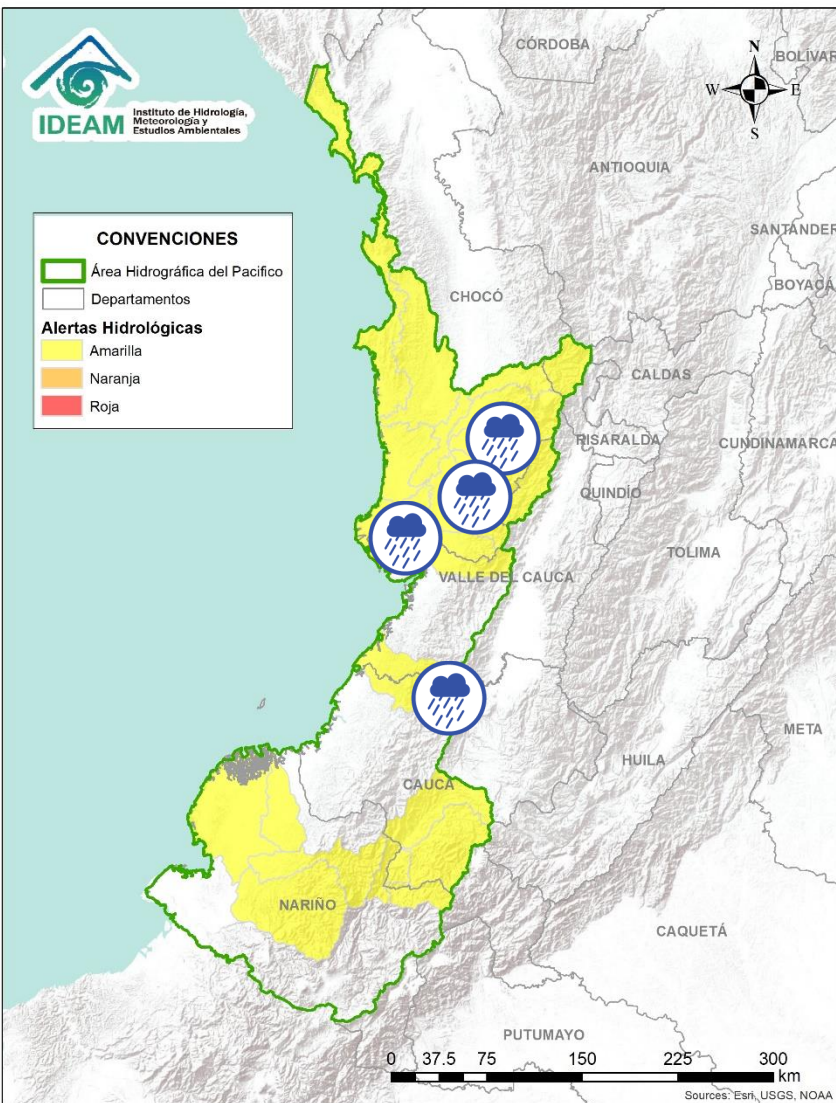 IDEAM
Instituto de Hidrología,
Meteorología y
Estudios Ambientales
CÓRDOBA
BOLÍVAR
N
W
E
S
ANTIOQUIA
SANTANDER
BOYACÁ
CONVENCIONES
Área Hidrográfica del Pacifico
Departamentos
Alertas Hidrológicas
Amarilla
Naranja
Roja
CHOCÓ
CALDAS
RISARALDA
CUNDINAMARCA
QUINDÍO
TOLIMA
VALLE DEL CAUCA
META
HUILA
CAUCA
NARIÑO
CAQUETÁ
PUTUMAYO
0 37.5 75 150 225 300
km
Sources: Esri, USGS, NOAA